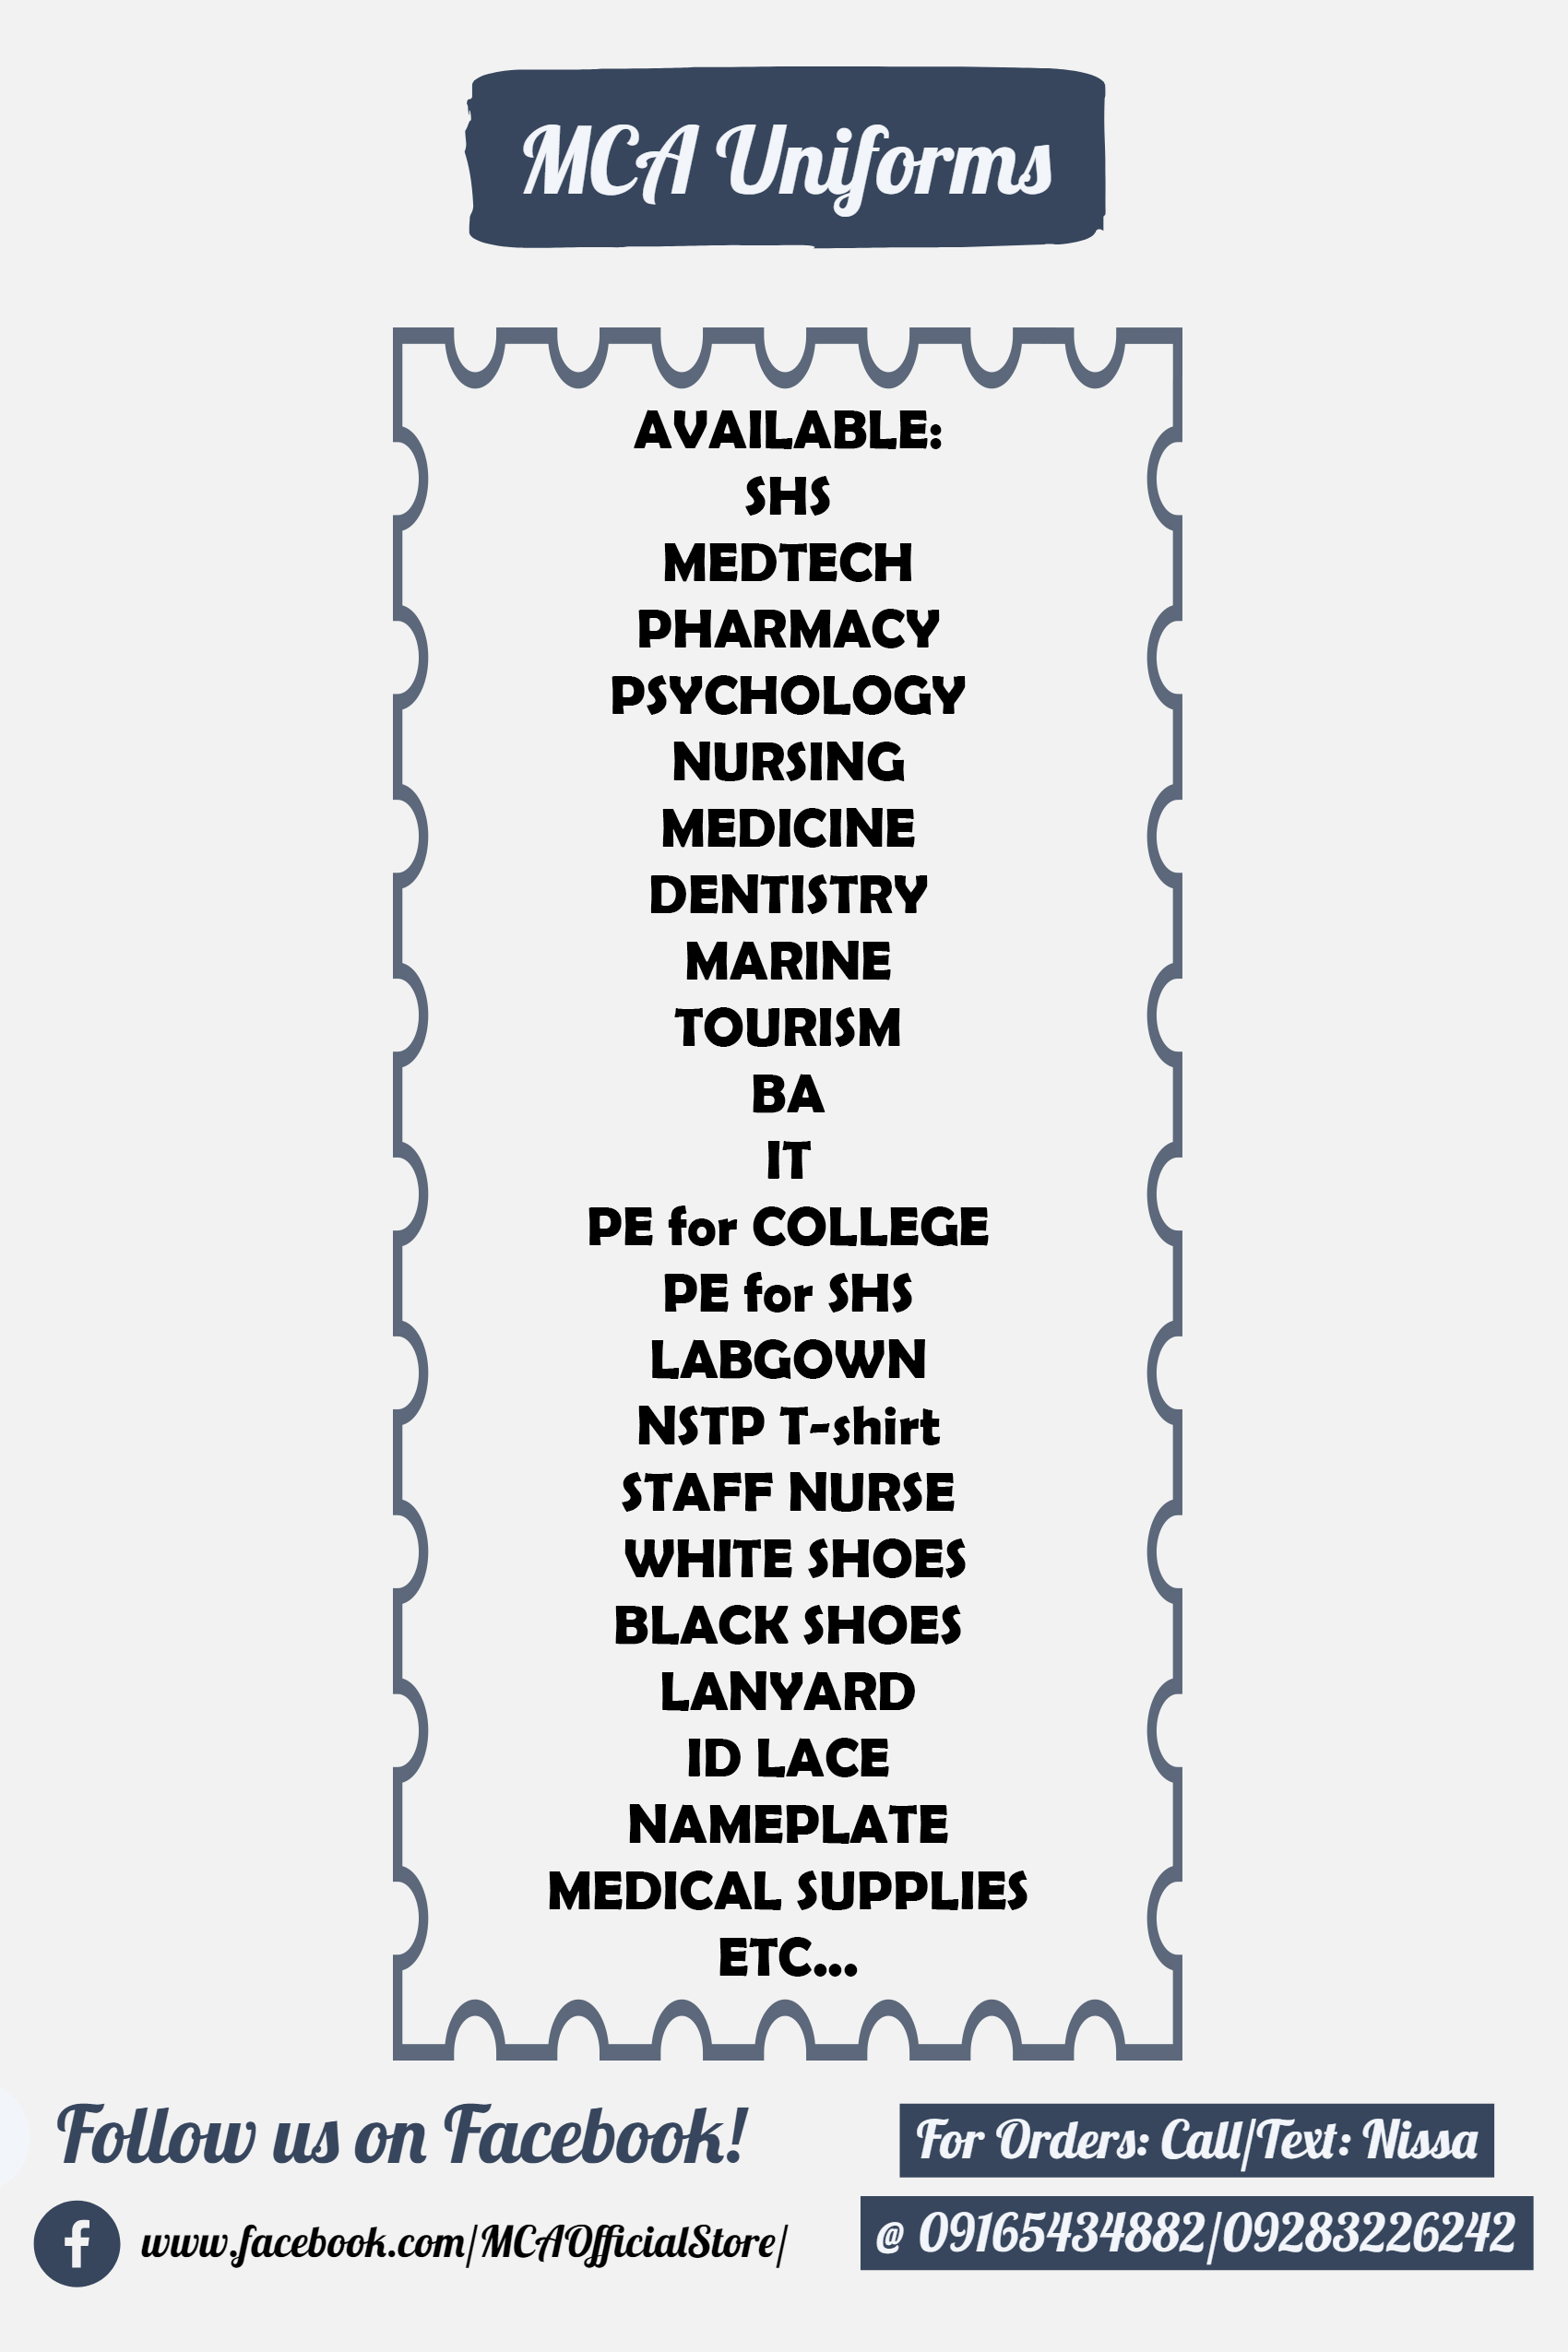 MCA Uniforms
AVAILABLE:
SHS
MEDTECH
PHARMACY
PSYCHOLOGY
NURSING
MEDICINE
DENTISTRY
MARINE
TOURISM
BA
IT
PE for COLLEGE
PE for SHS
LABGOWN
NSTP T-shirt
STAFF NURSE
WHITE SHOES
BLACK SHOES
LANYARD
ID LACE
NAMEPLATE
MEDICAL SUPPLIES
ETC...
Follow us on Facebook!
www.facebook.com/MCAOfficialStore/
For Orders: Call/Text: Nissa
@ 09165434882/09283226242